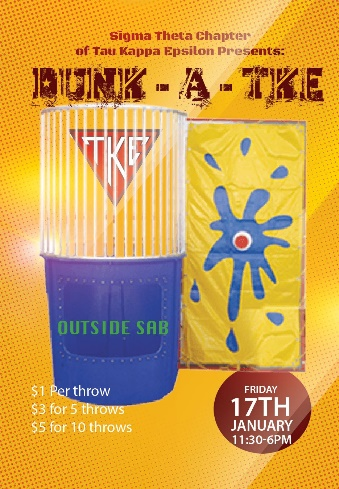 Sigma Theta Chapter
of Tau Kappa Epsilon Presents:
DUNK-A-TKE
TKE
OUTSIDE SAB
$1 Per throw
$3 for 5 throws
$5 for 10 throws
FRIDAY
17TH
JANUARY
11:30-6PM